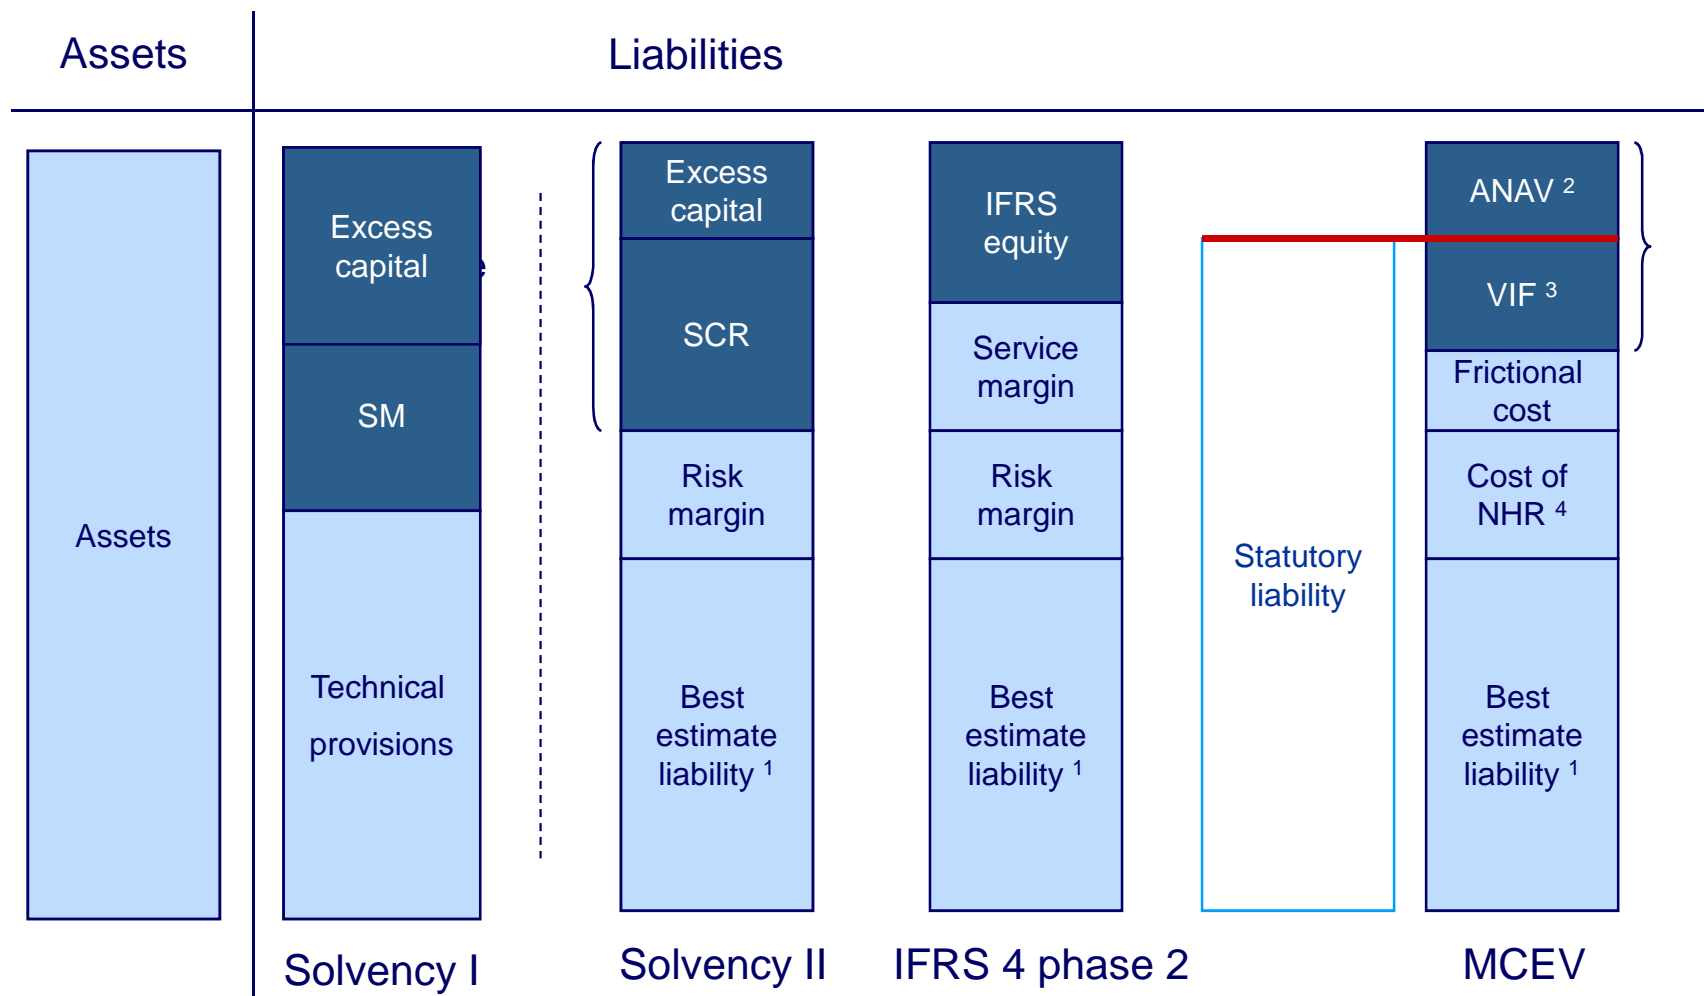 Assets
Liabilities
Assets
Excess
capital
SM
Technical
provisions
Solvency I
Excess
capital
SCR
Risk
margin
Best
estimate
liability 1
Solvency II
IFRS
equity
Service
margin
Risk
margin
Best
estimate
liability 1
IFRS 4 phase 2
Statutory
liability
ANAV 2
VIF 3
Frictional
cost
Cost of
NHR 4
Best
estimate
liability 1
MCEV